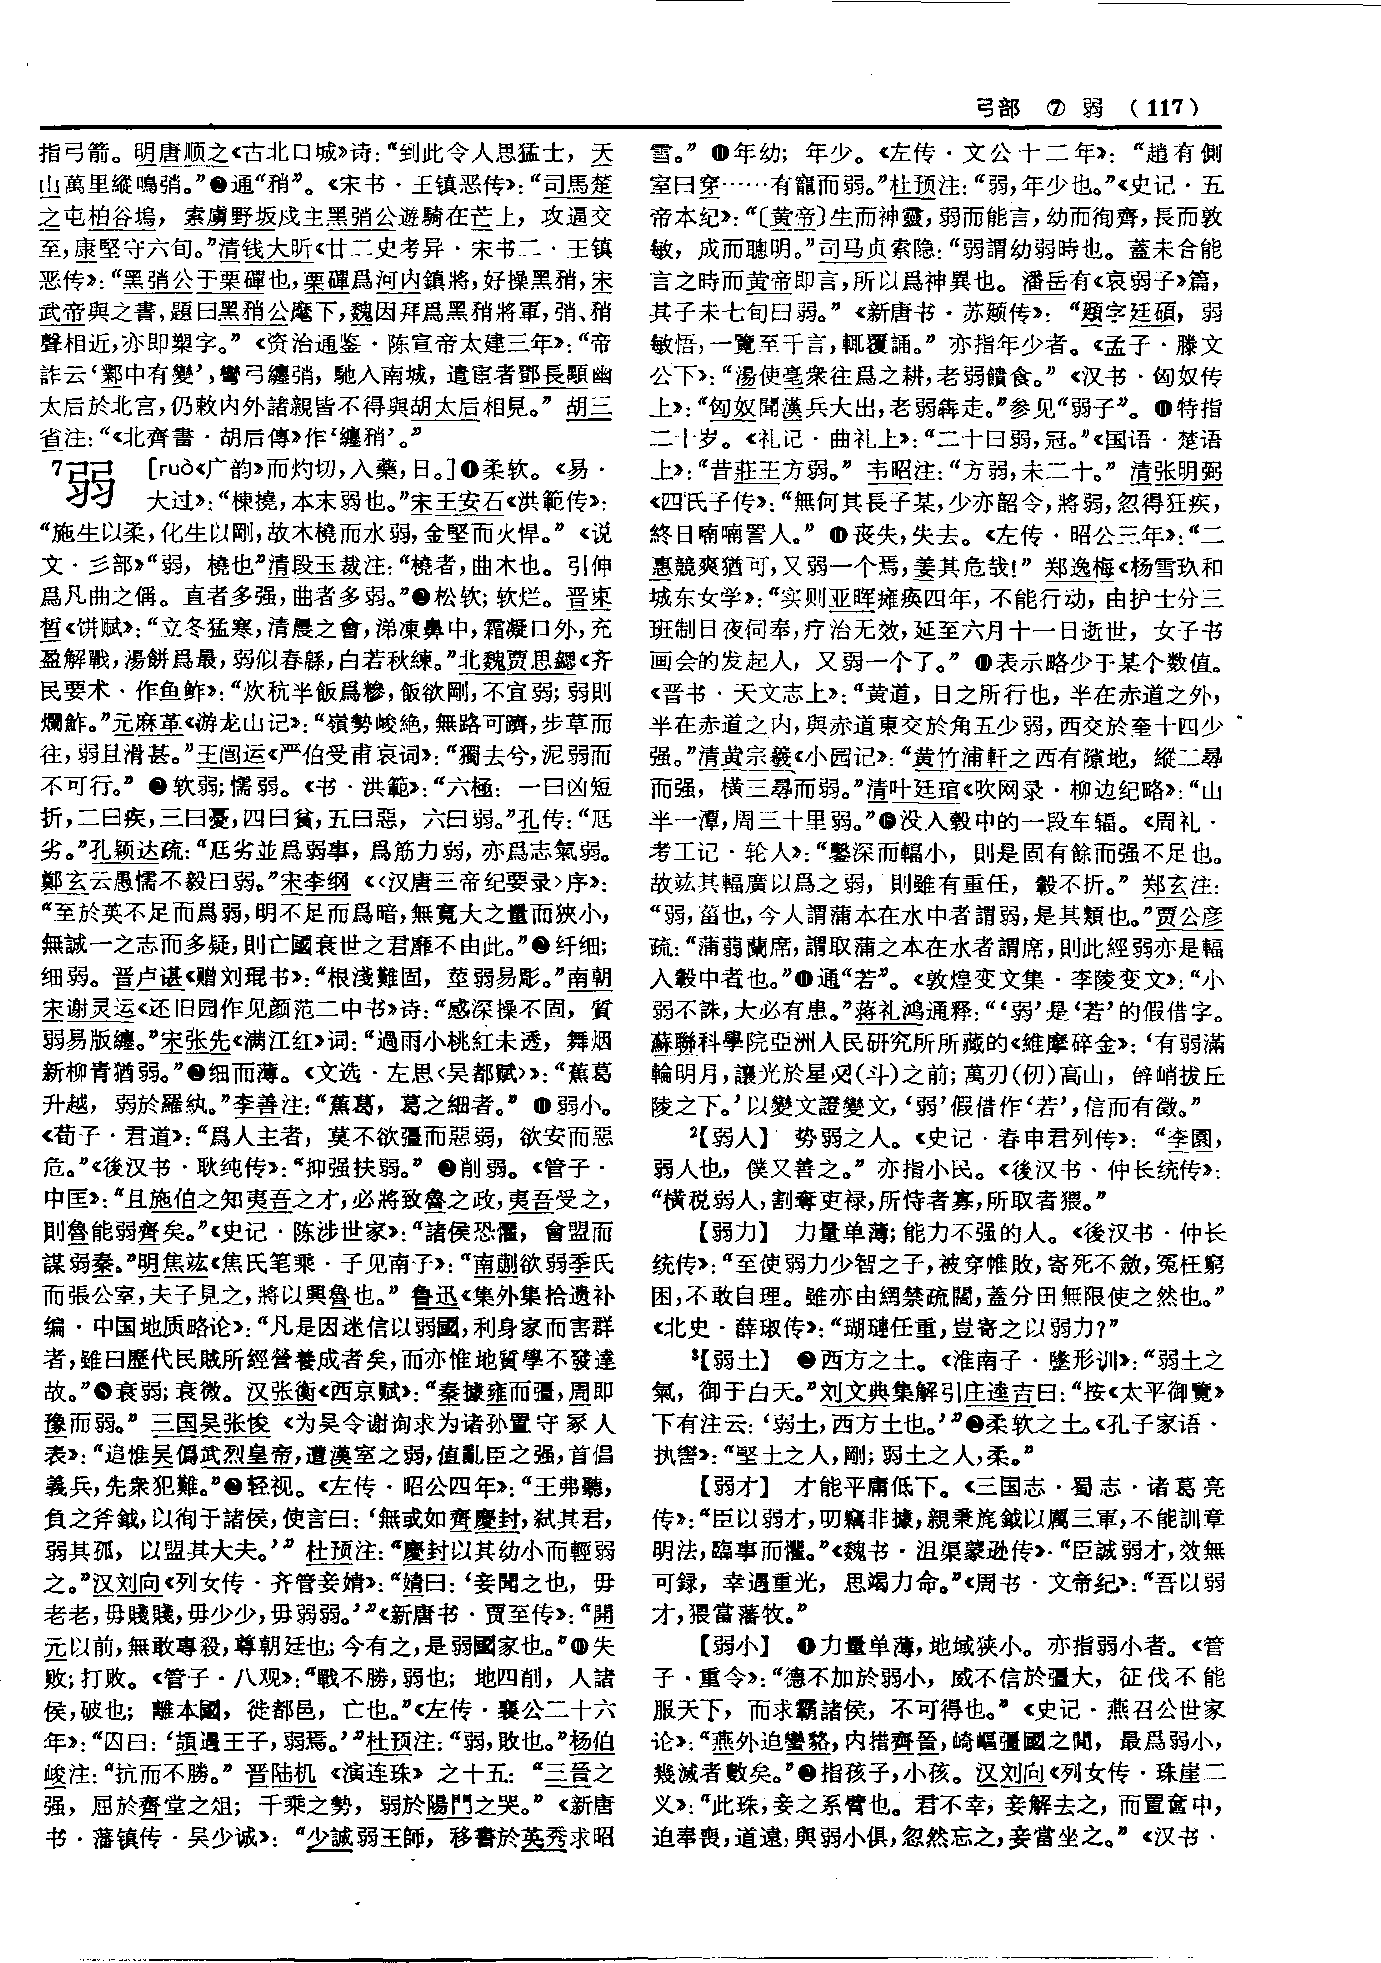 弓部 ⑦ 弱 (117)
指弓箭。明唐顺之《古北口城》诗：“到此令人思猛士，天
山萬里縱鳴弰。”❷通“矟”。《宋书·王镇恶传》：“司馬楚
之屯柏谷塢，索虜野坂戍主黑弰公遊騎在芒上，攻逼交
至，康堅守六旬。”清钱大昕《廿二史考异·宋书二·王镇
恶传》：“黑弰公于栗磾也，栗磾爲河内鎮將，好操黑矟，宋
武帝與之書，題曰黑矟公麾下，魏因拜爲黑矟將軍，弰、矟
聲相近，亦即槊字。”《资治通鉴·陈宣帝太建三年》：“帝
詐云‘鄴中有變’，彎弓纏弰，馳入南城，遣宦者鄧長顒幽
太后於北宫，仍敕内外諸親皆不得與胡太后相見。”胡三
省注：“《北齊書·胡后傳》作‘纏矟’。”
7弱 [ruò《广韵》而灼切，入藥，日。]❶柔软。《易·
大过》：“棟撓，本末弱也。”宋王安石《洪範传》：
“施生以柔，化生以剛，故木橈而水弱，金堅而火悍。”《说
文·彡部》“弱，橈也”清段玉裁注：“橈者，曲木也。引伸
爲凡曲之偁。直者多强，曲者多弱。”❷松软；软烂。晋束
皙《饼赋》：“立冬猛寒，清晨之會，涕凍鼻中，霜凝口外，充
盈解戰，湯餅爲最，弱似春緜，白若秋練。”北魏贾思勰《齐
民要术·作鱼鲊》：“炊秔半飯爲糁，飯欲剛，不宜弱；弱則
爛鮓。”元麻革《游龙山记》：“嶺勢峻絶，無路可躋，步草而
往，弱且滑甚。”王闿运《严伯受甫哀词》：“獨去兮，泥弱而
不可行。” ❸软弱；懦弱。《书·洪範》：“六極：一曰凶短
折，二曰疾，三曰憂，四曰貧，五曰惡，六曰弱。”孔传：“尫
劣。”孔颖达疏：“尫劣並爲弱事，爲筋力弱，亦爲志氣弱。
鄭玄云愚懦不毅曰弱。”宋李纲《〈汉唐三帝纪要录〉序》：
“至於英不足而爲弱，明不足而爲暗，無寬大之量而狹小，
無誠一之志而多疑，則亡國衰世之君靡不由此。”❹纤细；
细弱。晋卢谌《赠刘琨书》：“根淺難固，莖弱易彫。”南朝
宋谢灵运《还旧园作见颜范二中书》诗：“感深操不固，質
弱易版纏。”宋张先《满江红》词：“過雨小桃紅未透，舞烟
新柳青猶弱。”❺细而薄。《文选·左思〈吴都赋〉》：“蕉葛
升越，弱於羅紈。”李善注：“蕉葛，葛之細者。” ❻弱小。
《荀子·君道》：“爲人主者，莫不欲彊而惡弱，欲安而惡
危。”《後汉书·耿纯传》：“抑强扶弱。” ❼削弱。《管子·
中匡》：“且施伯之知夷吾之才，必將致魯之政，夷吾受之，
則魯能弱齊矣。”《史记·陈涉世家》：“諸侯恐懼，會盟而
謀弱秦。”明焦竑《焦氏笔乘·子见南子》：“南蒯欲弱季氏
而張公室，夫子見之，將以興魯也。” 鲁迅《集外集拾遗补
编·中国地质略论》：“凡是因迷信以弱國，利身家而害群
者，雖曰歷代民賊所經營養成者矣，而亦惟地質學不發達
故。”❽衰弱；衰微。汉张衡《西京赋》：“秦據雍而彊，周即
豫而弱。” 三国吴张悛《为吴令谢询求为诸孙置守冢人
表》：“追惟吴僞武烈皇帝，遭漢室之弱，值亂臣之强，首倡
義兵，先衆犯難。”❾轻视。《左传·昭公四年》：“王弗聽，
負之斧鉞，以徇于諸侯，使言曰：‘無或如齊慶封，弑其君，
弱其孤，以盟其大夫。’” 杜预注：“慶封以其幼小而輕弱
之。”汉刘向《列女传·齐管妾婧》：“婧曰：‘妾聞之也，毋
老老，毋賤賤，毋少少，毋弱弱。’”《新唐书·贾至传》：“開
元以前，無敢專殺，尊朝廷也；今有之，是弱國家也。”❿失
败；打败。《管子·八观》：“戰不勝，弱也；地四削，人諸
侯，破也；離本國，徙都邑，亡也。”《左传·襄公二十六
年》：“囚曰：‘頡遇王子，弱焉。’”杜预注：“弱，敗也。”杨伯
峻注：“抗而不勝。” 晋陆机《演连珠》之十五：“三晉之
强，屈於齊堂之俎；千乘之勢，弱於陽門之哭。”《新唐
书·藩镇传·吴少诚》：“少誠弱王師，移書於英秀求昭
雪。” ⓫年幼；年少。《左传·文公十二年》：“趙有側
室曰穿……有寵而弱。”杜预注：“弱，年少也。”《史记·五
帝本纪》：“〔黄帝〕生而神靈，弱而能言，幼而徇齊，長而敦
敏，成而聰明。”司马贞索隐：“弱謂幼弱時也。蓋未合能
言之時而黄帝即言，所以爲神異也。潘岳有《哀弱子》篇，
其子未七旬曰弱。”《新唐书·苏颋传》：“頲字廷碩，弱
敏悟，一覽至千言，輒覆誦。” 亦指年少者。《孟子·滕文
公下》：“湯使亳衆往爲之耕，老弱饋食。”《汉书·匈奴传
上》：“匈奴聞漢兵大出，老弱犇走。”参见“弱子”。⓬特指
二十岁。《礼记·曲礼上》：“二十曰弱，冠。”《国语·楚语
上》：“昔莊王方弱。” 韦昭注：“方弱，未二十。” 清张明弼
《四氏子传》：“無何其長子某，少亦韶令，將弱，忽得狂疾，
終日喃喃詈人。” ⓭丧失，失去。《左传·昭公三年》：“二
惠競爽猶可，又弱一个焉，姜其危哉！” 郑逸梅《杨雪玖和
城东女学》：“实则亚晖瘫痪四年，不能行动，由护士分三
班制日夜伺奉，疗治无效，延至六月十一日逝世，女子书
画会的发起人，又弱一个了。” ⓮表示略少于某个数值。
《晋书·天文志上》：“黄道，日之所行也，半在赤道之外，
半在赤道之内，與赤道東交於角五少弱，西交於奎十四少
强。”清黄宗羲《小园记》：“黄竹浦軒之西有隙地，縱二尋
而强，横三尋而弱。”清叶廷琯《吹网录·柳边纪略》：“山
半一潭，周三十里弱。”⓯没入毂中的一段车辐。《周礼·
考工记·轮人》：“鑿深而輻小，則是固有餘而强不足也。
故竑其輻廣以爲之弱，則雖有重任，轂不折。” 郑玄注：
“弱，菑也，今人謂蒲本在水中者謂弱，是其類也。”贾公彦
疏：“蒲蒻蘭席，謂取蒲之本在水者謂席，則此經弱亦是輻
入轂中者也。”⓰通“若”。《敦煌变文集·李陵变文》：“小
弱不誅，大必有患。”蒋礼鸿通释：“‘弱’是‘若’的假借字。
蘇聯科學院亞洲人民研究所所藏的《維摩碎金》：‘有弱滿
輪明月，讓光於星㪷(斗)之前；萬刃(仞)高山，辥峭拔丘
陵之下。’以變文證變文，‘弱’假借作‘若’，信而有徵。”
2【弱人】 势弱之人。《史记·春申君列传》：“李園，
弱人也，僕又善之。” 亦指小民。《後汉书·仲长统传》：
“横税弱人，割奪吏禄，所恃者寡，所取者猥。”
【弱力】 力量单薄；能力不强的人。《後汉书·仲长
统传》：“至使弱力少智之子，被穿帷敗，寄死不斂，冤枉窮
困，不敢自理。雖亦由網禁疏闊，蓋分田無限使之然也。”
《北史·薛琡传》：“瑚璉任重，豈寄之以弱力？”
3【弱土】 ❶西方之土。《淮南子·墬形训》：“弱土之
氣，御于白天。”刘文典集解引庄逵吉曰：“按《太平御覽》
下有注云：‘弱土，西方土也。’”❷柔软之土。《孔子家语·
执辔》：“堅土之人，剛；弱土之人，柔。”
【弱才】 才能平庸低下。《三国志·蜀志·诸葛亮
传》：“臣以弱才，叨竊非據，親秉旄鉞以厲三軍，不能訓章
明法，臨事而懼。”《魏书·沮渠蒙逊传》：“臣誠弱才，效無
可録，幸遇重光，思竭力命。”《周书·文帝纪》：“吾以弱
才，猥當藩牧。”
【弱小】 ❶力量单薄，地域狭小。亦指弱小者。《管
子·重令》：“德不加於弱小，威不信於彊大，征伐不能
服天下，而求霸諸侯，不可得也。”《史记·燕召公世家
论》：“燕外迫蠻貉，内措齊晉，崎嶇彊國之間，最爲弱小，
幾滅者數矣。”❷指孩子，小孩。汉刘向《列女传·珠崖二
义》：“此珠，妾之系臂也。君不幸，妾解去之，而置奩中，
迫奉喪，道遠，與弱小俱，忽然忘之，妾當坐之。”《汉书·